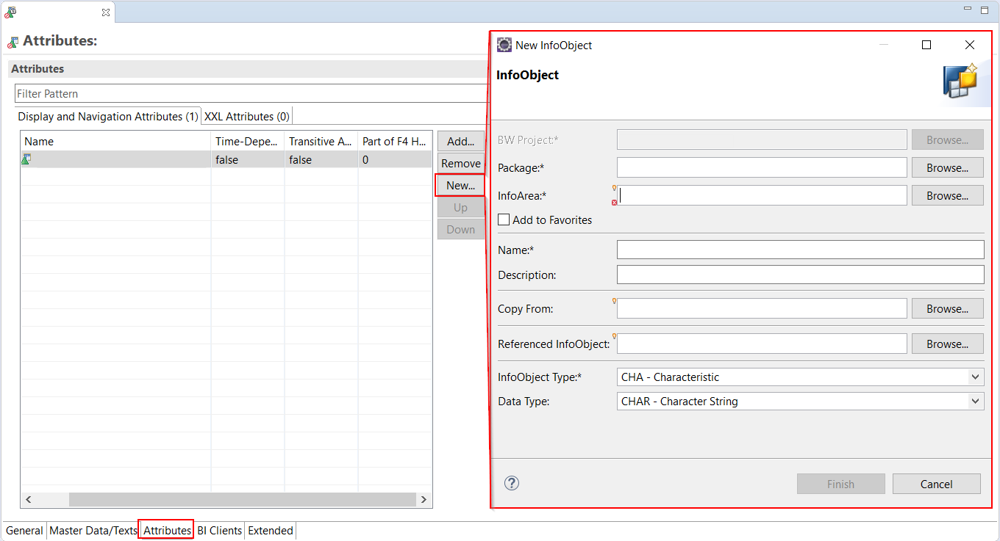 Attributes:
Attributes
Filter Pattern
Display and Navigation Attributes (1) XXL Attributes (0)
Name Time-Depe... Transitive A... Part of F4 H...
false false 0
Add...
Remove
New...
Up
Down
New InfoObject
InfoObject
BW Project:* Browse...
Package:* Browse...
InfoArea:* Browse...
Add to Favorites
Name:*
Description:
Copy From: Browse...
Referenced InfoObject: Browse...
InfoObject Type:* CHA - Characteristic
Data Type: CHAR - Character String
Finish Cancel
General Master Data/Texts Attributes BI Clients Extended